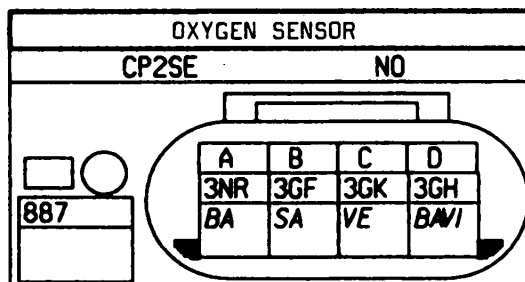 OXYGEN SENSOR
CP2SE NO
A B C D
3NR 3GF 3GK 3GH
887
BA SA VE BAVI